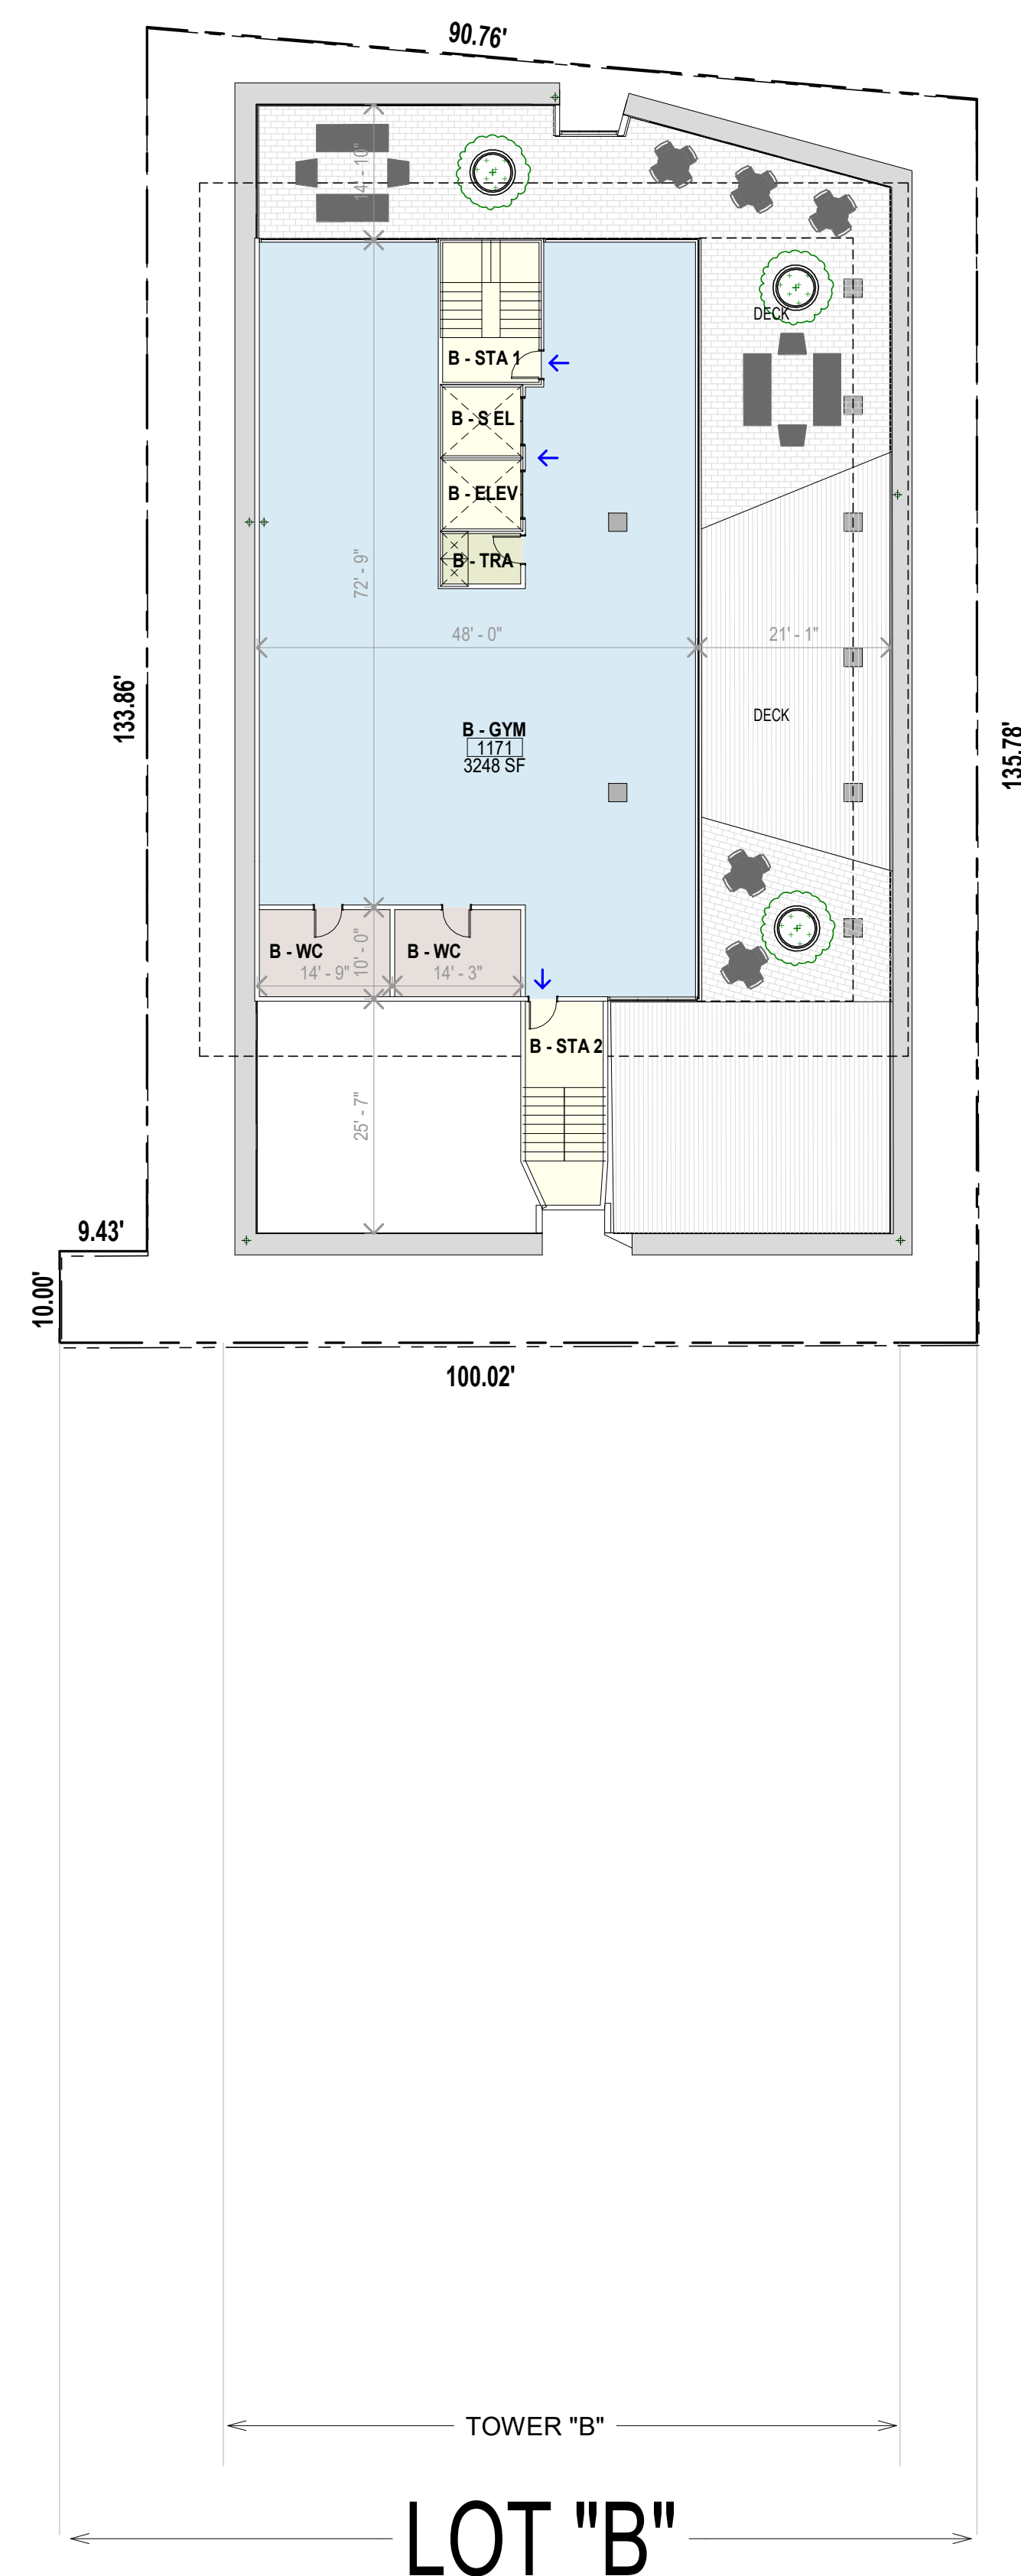 90.76'
14' - 10"
DECK
B - STA 1
B - S EL
B - ELEV
B - TRA
72' - 9"
48' - 0"
21' - 1"
133.86'
135.78'
B - GYM
1171
3248 SF
DECK
B - WC
B - WC
10' - 0"
14' - 9"
14' - 3"
B - STA 2
25' - 7"
9.43'
10.00'
100.02'
TOWER "B"
LOT "B"